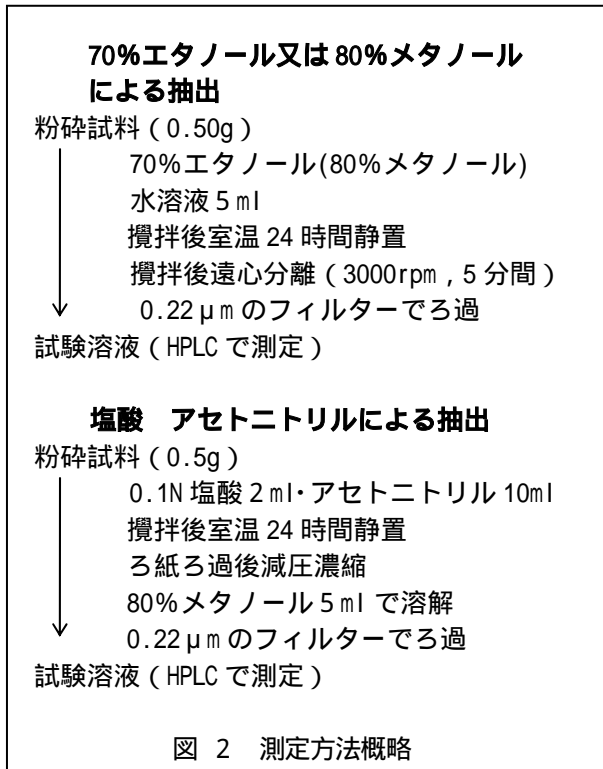 70%エタノール又は80%メタノール
による抽出
粉砕試料(0.50g)
70%エタノール(80%メタノール)
水溶液5ml
攪拌後室温24時間静置
攪拌後遠心分離(3000rpm,5分間)
0.22μmのフィルターでろ過
試験溶液(HPLCで測定)
塩酸 アセトニトリルによる抽出
粉砕試料(0.5g)
0.1N塩酸2ml・アセトニトリル10ml
攪拌後室温24時間静置
ろ紙ろ過後減圧濃縮
80%メタノール5mlで溶解
0.22μmのフィルターでろ過
試験溶液(HPLCで測定)
図 2 測定方法概略